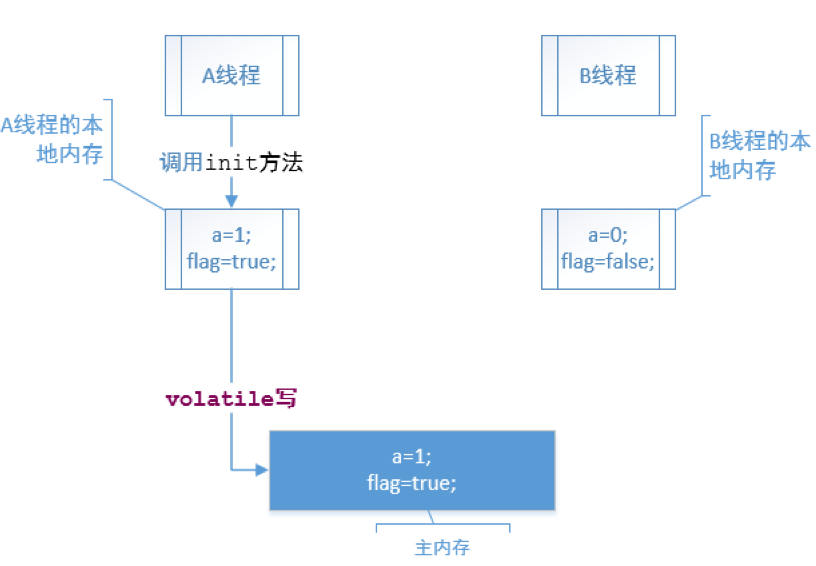 A线程
B线程
A线程的本
地内存
B线程的本
地内存
调用init方法
a=1;
flag=true;
a=0;
flag=false;
volatile写
a=1;
flag=true;
主内存